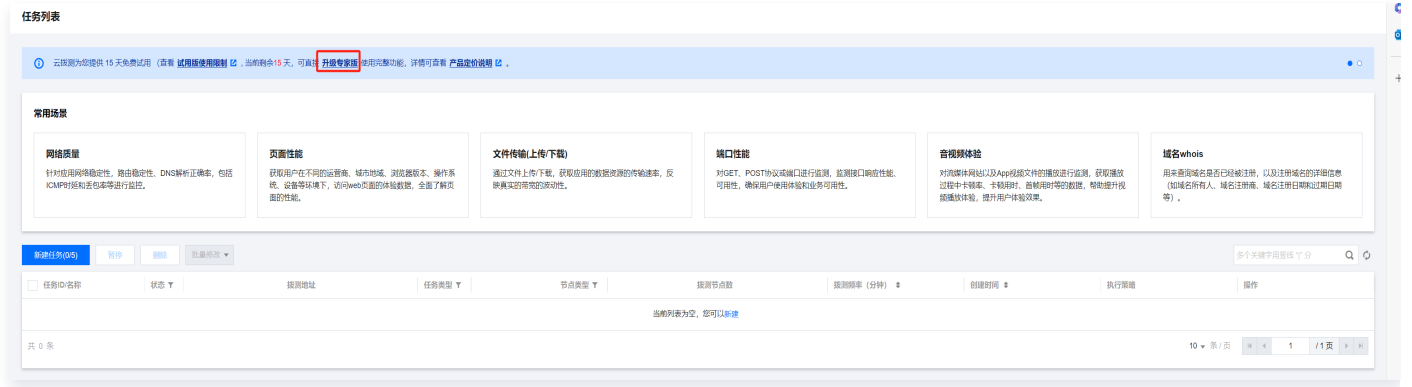 任务列表
云拨测为您提供 15 天免费试用 (查看 试用版使用限制 , 当前剩余15 天, 可直接 升级专家版 使用完整功能, 详情可查看 产品定价说明 。
常用场景
网络质量
针对应用网络稳定性，路由稳定性、DNS解析正确率，包括
ICMP时延和丢包率等进行监控。
页面性能
获取用户在不同的运营商、城市地域、浏览器版本、操作系
统、设备等环境下，访问web页面的体验数据，全面了解页
面的性能。
文件传输(上传/下载)
通过文件上传/下载，获取应用的数据资源的传输速率，反
映真实的带宽的波动性。
端口性能
对GET、POST协议或端口进行监测，监测接口响应性能、
可用性，确保用户使用体验和业务可用性。
音视频体验
对流媒体网站以及App视频文件的播放进行监测，获取播放
过程中卡顿率、卡顿用时、首帧用时等的数据，帮助提升视
频播放体验，提升用户体验效果。
域名whois
用来查询域名是否已经被注册，以及注册域名的详细信息
（如域名所有人、域名注册商、域名注册日期和过期日期
等）。
新建任务(0/5) 暂停 删除 批量修改
多个关键字用竖线 "|" 分
任务ID/名称 状态 拨测地址 任务类型 节点类型 拨测节点数 拨测频率（分钟） 创建时间 执行策略 操作
当前列表为空，您可以新建
共 0 条
10 条 / 页 1 / 1 页